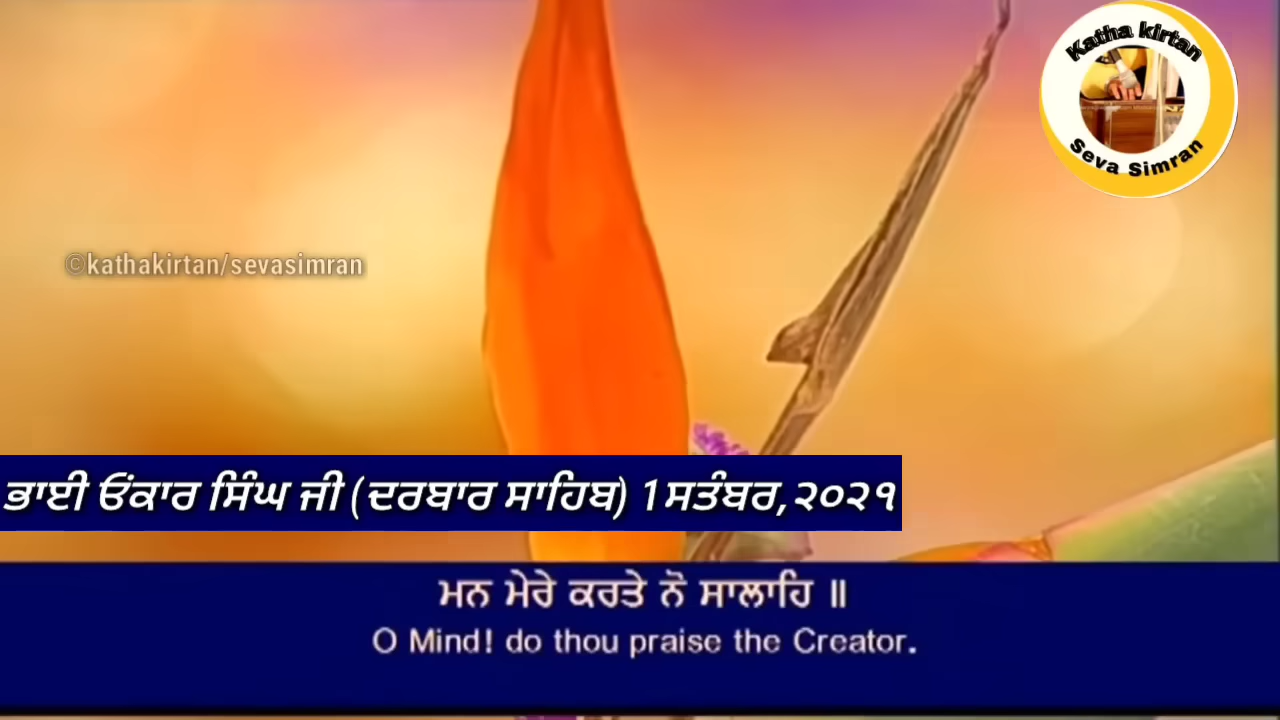 Katha kirtan
Seva Simran
©kathakirtan/sevasimran
ਭਾਈ ਓਂਕਾਰ ਸਿੰਘ ਜੀ (ਦਰਬਾਰ ਸਾਹਿਬ) 1 ਸਤੰਬਰ,੨੦੨੧
ਮਨ ਮੇਰੇ ਕਰਤੇ ਨੋ ਸਾਲਾਹਿ ॥
O Mind! do thou praise the Creator.